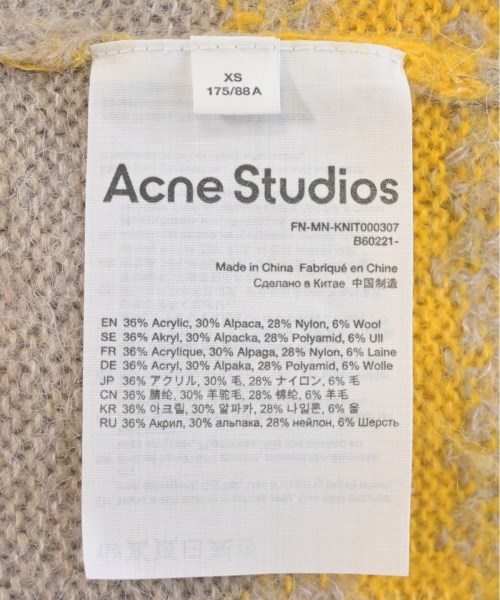 XS
175/88 A
Acne Studios
FN-MN-KNIT000307
B60221-
Made in China Fabriqué en Chine
Сделано в Китае 中国制造
EN 36% Acrylic, 30% Alpaca, 28% Nylon, 6% Wool
SE 36% Akryl, 30% Alpacka, 28% Polyamid, 6% Ull
FR 36% Acrylique, 30% Alpaga, 28% Nylon, 6% Laine
DE 36% Acryl, 30% Alpaka, 28% Polyamid, 6% Wolle
JP 36% アクリル, 30% 毛, 28% ナイロン, 6% 毛
CN 36% 腈纶, 30% 羊驼毛, 28% 锦纶, 6% 羊毛
KR 36% 아크릴, 30% 알파카, 28% 나일론, 6% 울
RU 36% Акрил, 30% альпака, 28% нейлон, 6% Шерсть